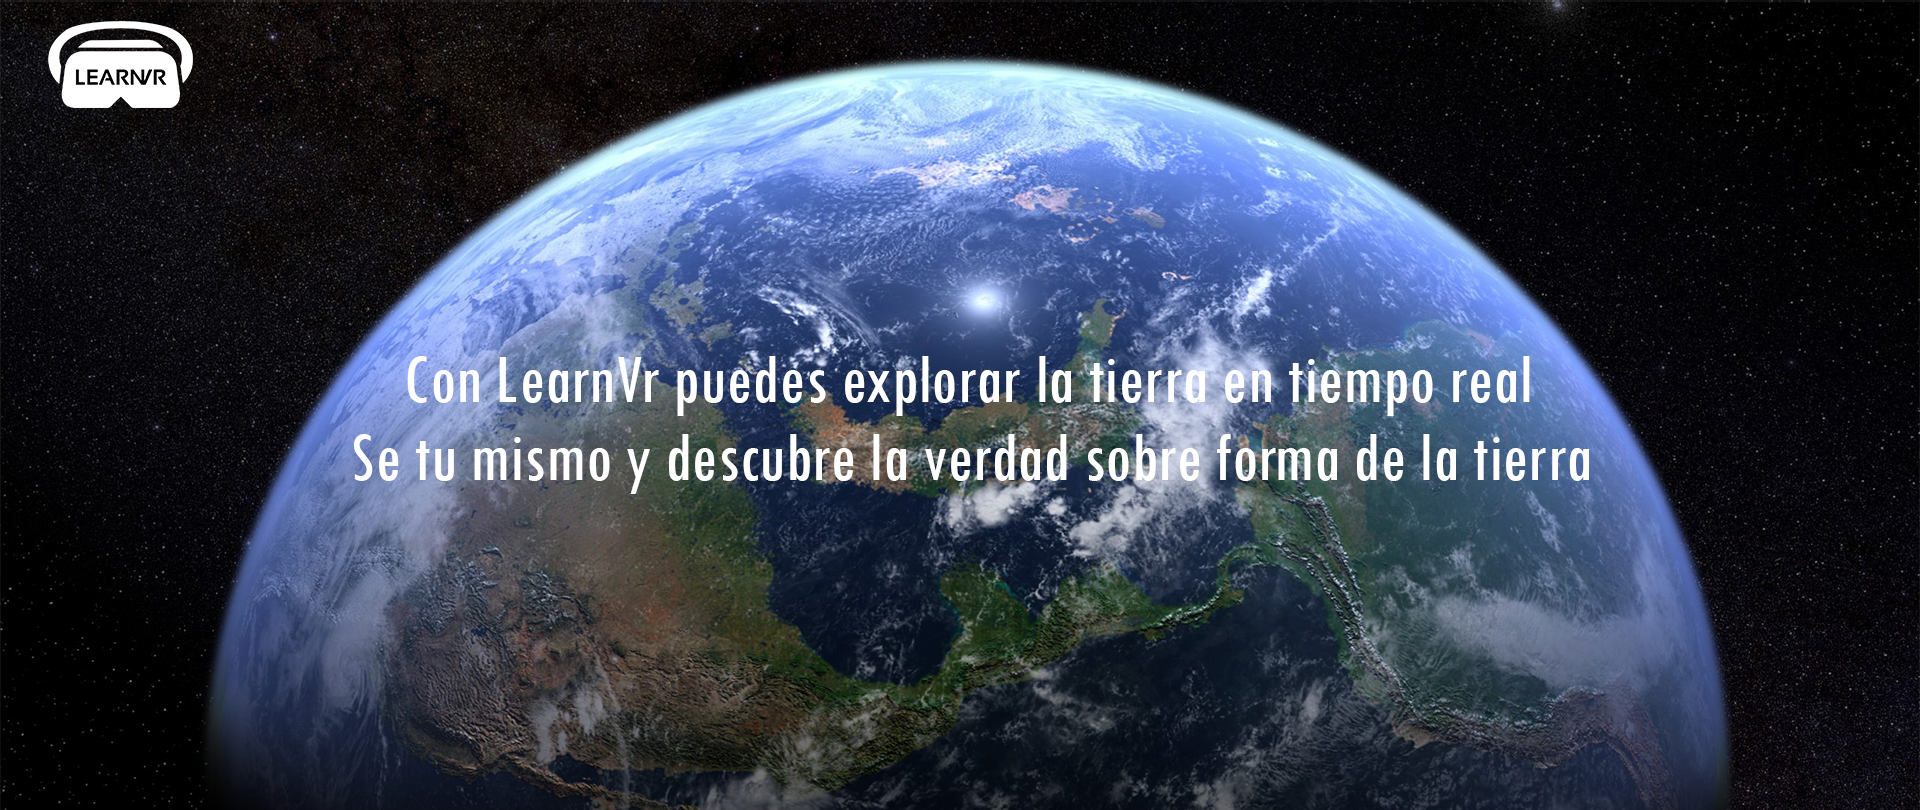 LEARNVR
Con LearnVr puedes explorar la tierra en tiempo real
Se tu mismo y descubre la verdad sobre forma de la tierra